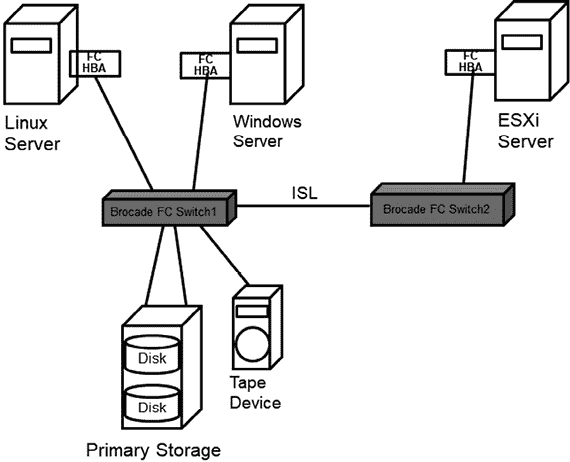 FC
HBA
FC
HBA
FC
HBA
Linux
Server
Windows
Server
ESXi
Server
ISL
Brocade FC Switch1
Brocade FC Switch2
Disk
Disk
Tape
Device
Primary Storage